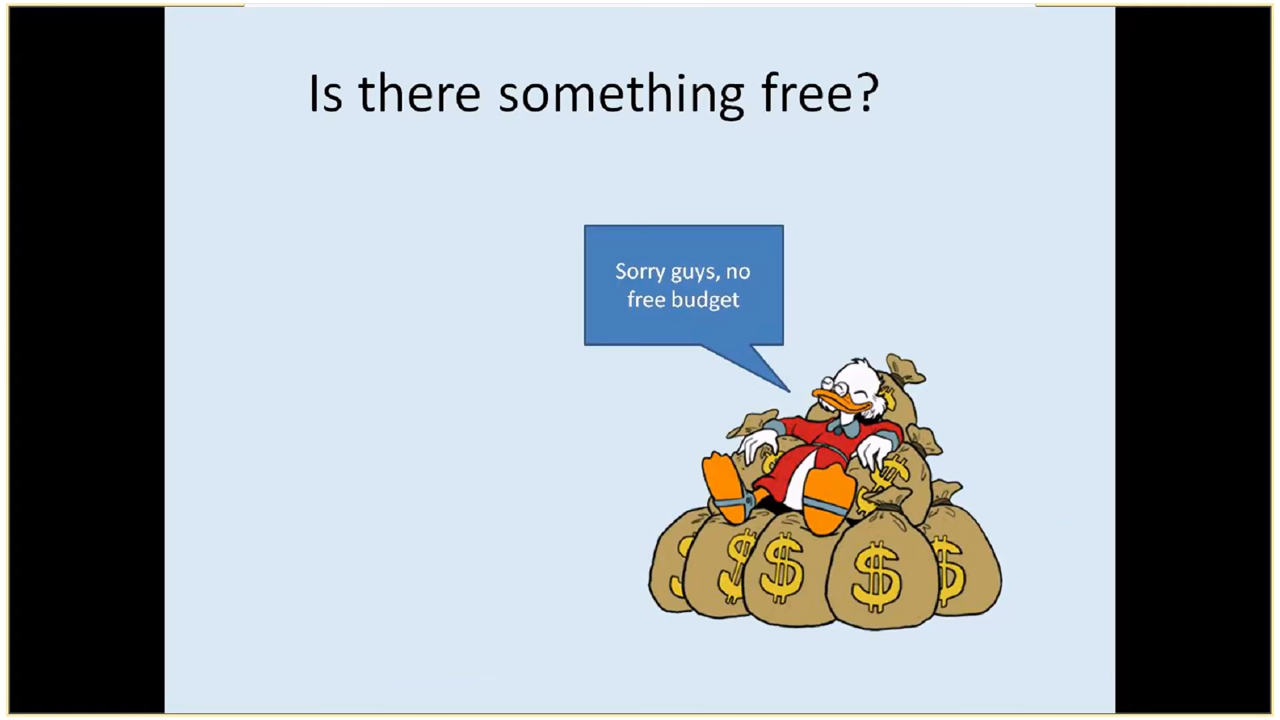 Is there something free?
Sorry guys, no
free budget
$ $ $ $ $
$ $ $